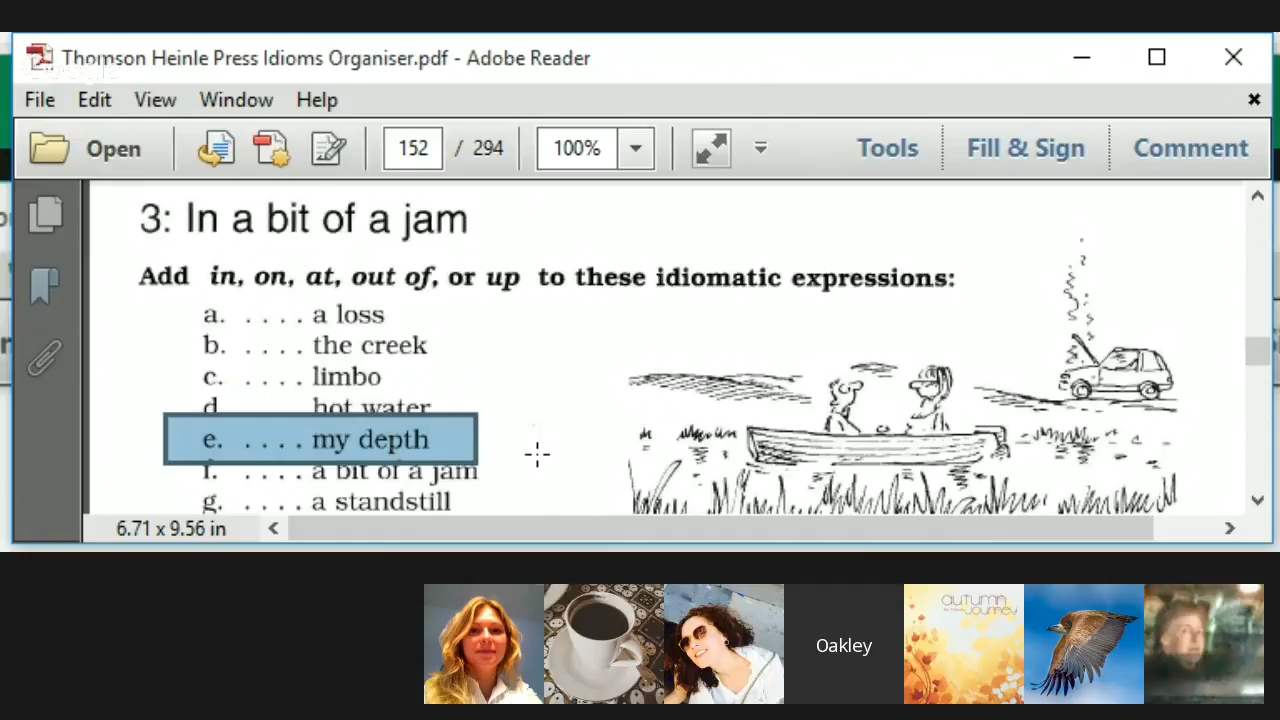 Thomson Heinle Press Idioms Organiser.pdf - Adobe Reader
File Edit View Window Help
Open 152 / 294 100% Tools Fill & Sign Comment
3: In a bit of a jam
Add in, on, at, out of, or up to these idiomatic expressions:
a. . . . . a loss
b. . . . . the creek
c. . . . . limbo
d. . . . . hot water
e. . . . . my depth
f. . . . . a bit of a jam
g. . . . . a standstill
6.71 x 9.56 in
Oakley
autumn
Journey